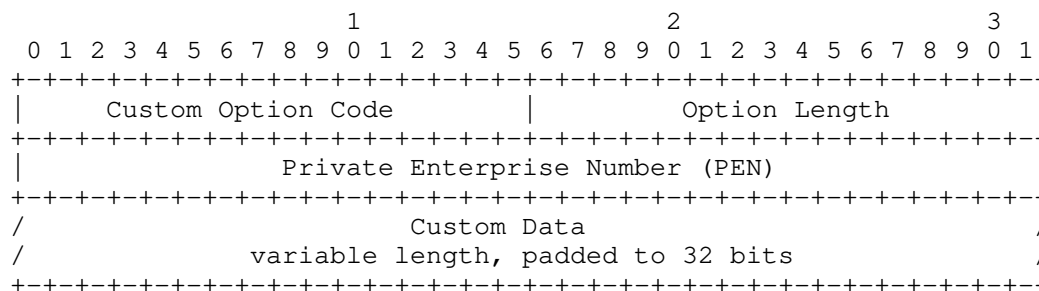 1                   2                   3
 0 1 2 3 4 5 6 7 8 9 0 1 2 3 4 5 6 7 8 9 0 1 2 3 4 5 6 7 8 9 0 1
+-+-+-+-+-+-+-+-+-+-+-+-+-+-+-+-+-+-+-+-+-+-+-+-+-+-+-+-+-+-+-+-
|      Custom Option Code       |         Option Length
+-+-+-+-+-+-+-+-+-+-+-+-+-+-+-+-+-+-+-+-+-+-+-+-+-+-+-+-+-+-+-+-
|                Private Enterprise Number (PEN)
+-+-+-+-+-+-+-+-+-+-+-+-+-+-+-+-+-+-+-+-+-+-+-+-+-+-+-+-+-+-+-+-
/                        Custom Data                            /
/              variable length, padded to 32 bits               /
+-+-+-+-+-+-+-+-+-+-+-+-+-+-+-+-+-+-+-+-+-+-+-+-+-+-+-+-+-+-+-+-